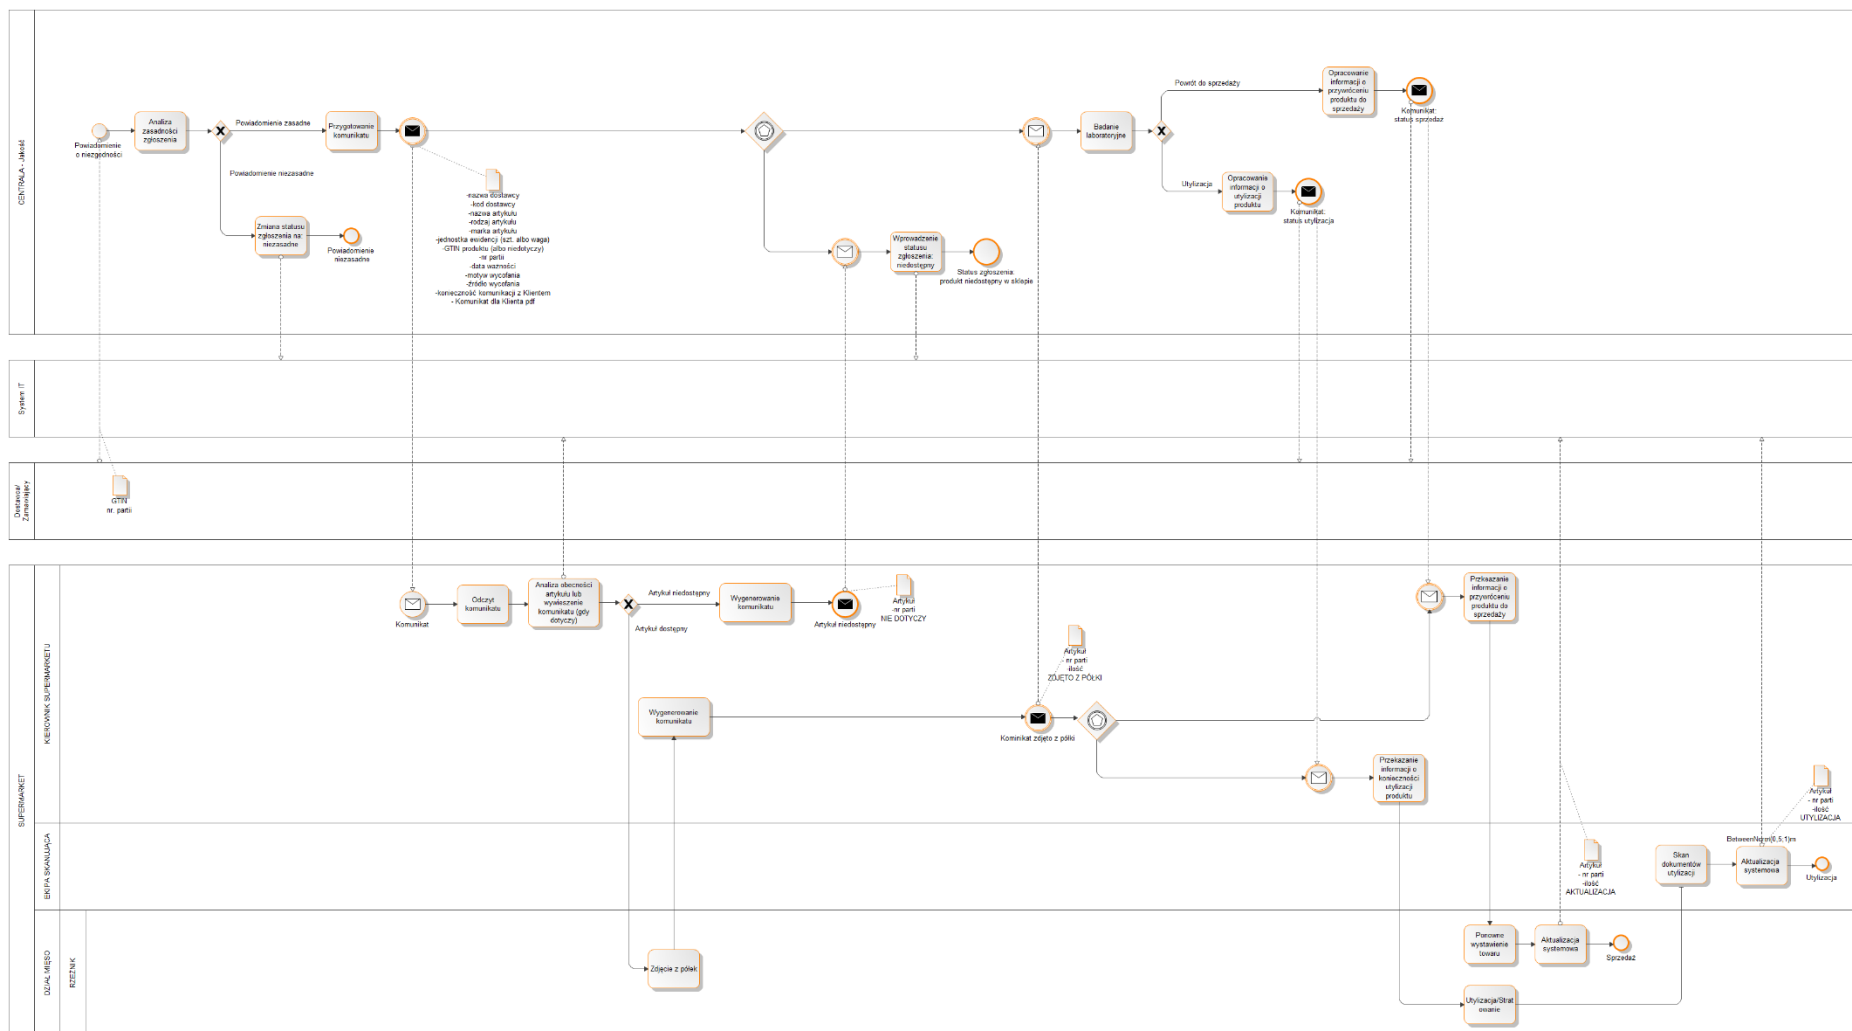 CENTRALA - Jakość
Powiadomienie
o niezgodności
Analiza
zasadności
zgłoszenia
Powiadomienie zasadne
Powiadomienie niezasadne
Zmiana statusu
zgłoszenia na:
niezasadne
Powiadomienie
niezasadne
Przygotowanie
komunikatu
-nazwa dostawcy
-kod dostawcy
-nazwa artykułu
-rodzaj artykułu
-marka artykułu
-jednostka ewidencji (szt. albo waga)
-GTIN produktu (albo niedotyczy)
-nr partii
-data ważności
-motyw wycofania
-źródło wycofania
-konieczność komunikacji z Klientem
- Komunikat dla Klienta pdf
Wprowadzenie
statusu
zgłoszenia:
niedostępny
Status zgłoszenia
produkt niedostępny w sklepie
Badanie
laboratoryjne
Powrót do sprzedaży
Utylizacja
Opracowanie
informacji o
przywróceniu
produktu do
sprzedaży
Komunikat:
status sprzedaż
Opracowanie
informacji o
utylizacji
produktu
Komunikat:
status utylizacja
System IT
Dostawca/
Zamawiający
GTIN
nr. partii
SUPERMARKET
KIEROWNIK SUPERMARKETU
Komunikat
Odczyt
komunikatu
Analiza obecności
artykułu lub
wywieszenie
komunikatu (gdy
dotyczy)
Artykuł niedostępny
Artykuł dostępny
Wygenerowanie
komunikatu
Artykuł niedostępny
Artykuł
-nr parti
NIE DOTYCZY
Wygenerowanie
komunikatu
Artykuł
- nr parti
-ilość
ZDJĘTO Z PÓŁKI
Kominikat zdjęto z półki
Przekazanie
informacji o
konieczności
utylizacji
produktu
informacji o
przywróceniu
produktu do
sprzedaży
EKIPA SKANUJĄCA
Artykuł
- nr parti
-ilość
AKTUALIZACJA
Skan
dokumentów
utylizacji
Aktualizacja
systemowa
Artykuł
- nr parti
-ilość
UTYLIZACJA
Utylizacja
DZIAŁ MIĘSO
RZEŹNIK
Zdjęcie z półek
Ponowne
wystawienie
towaru
Aktualizacja
systemowa
Sprzedaż
Utylizacja/Strat
owanie